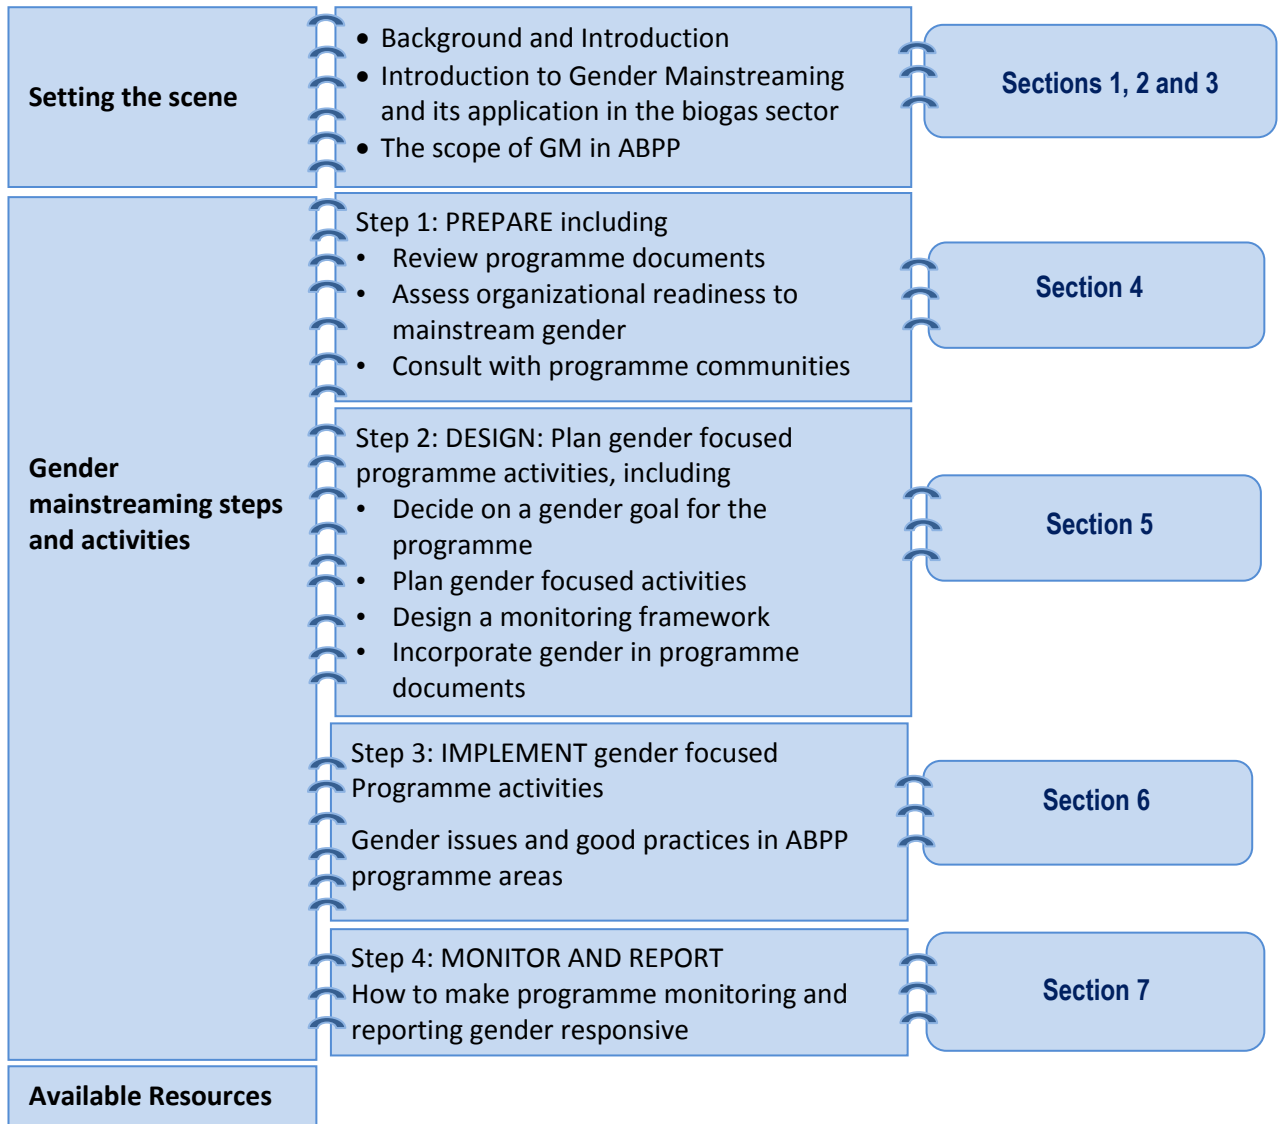 Setting the scene
• Background and Introduction
• Introduction to Gender Mainstreaming
and its application in the biogas sector
• The scope of GM in ABPP
Sections 1, 2 and 3
Gender
mainstreaming steps
and activities
Step 1: PREPARE including
• Review programme documents
• Assess organizational readiness to
mainstream gender
• Consult with programme communities
Section 4
Step 2: DESIGN: Plan gender focused
programme activities, including
• Decide on a gender goal for the
programme
• Plan gender focused activities
• Design a monitoring framework
• Incorporate gender in programme
documents
Section 5
Step 3: IMPLEMENT gender focused
Programme activities
Gender issues and good practices in ABPP
programme areas
Section 6
Step 4: MONITOR AND REPORT
How to make programme monitoring and
reporting gender responsive
Section 7
Available Resources